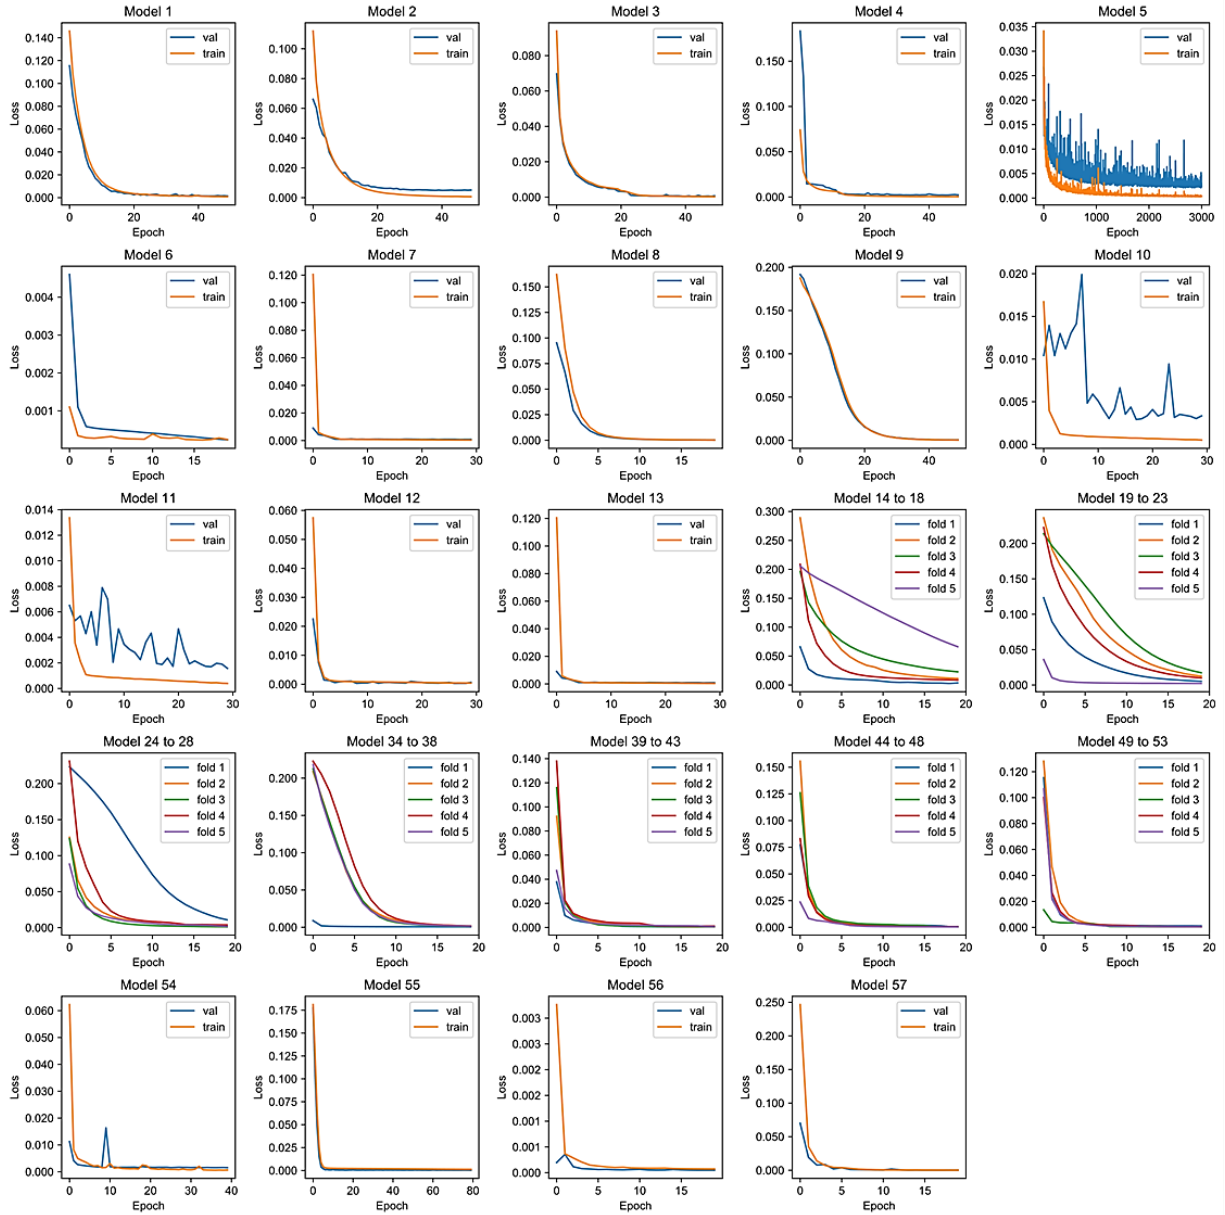 Model 1
Loss
0.140
0.120
0.100
0.080
0.060
0.040
0.020
0.000
val
train
0 20 40
Epoch
Model 2
Loss
0.100
0.080
0.060
0.040
0.020
0.000
val
train
0 20 40
Epoch
Model 3
Loss
0.080
0.060
0.040
0.020
0.000
val
train
0 20 40
Epoch
Model 4
Loss
0.150
0.100
0.050
0.000
val
train
0 20 40
Epoch
Model 5
Loss
0.035
0.030
0.025
0.020
0.015
0.010
0.005
0.000
val
train
0 1000 2000 3000
Epoch
Model 6
Loss
0.004
0.003
0.002
0.001
val
train
0 5 10 15
Epoch
Model 7
Loss
0.120
0.100
0.080
0.060
0.040
0.020
0.000
val
train
0 10 20 30
Epoch
Model 8
Loss
0.150
0.125
0.100
0.075
0.050
0.025
0.000
val
train
0 5 10 15
Epoch
Model 9
Loss
0.200
0.150
0.100
0.050
0.000
val
train
0 20 40
Epoch
Model 10
Loss
0.020
0.015
0.010
0.005
0.000
val
train
0 10 20 30
Epoch
Model 11
Loss
0.014
0.012
0.010
0.008
0.006
0.004
0.002
0.000
val
train
0 10 20 30
Epoch
Model 12
Loss
0.060
0.050
0.040
0.030
0.020
0.010
0.000
val
train
0 10 20 30
Epoch
Model 13
Loss
0.120
0.100
0.080
0.060
0.040
0.020
0.000
val
train
0 10 20 30
Epoch
Model 14 to 18
Loss
0.300
0.250
0.200
0.150
0.100
0.050
0.000
fold 1
fold 2
fold 3
fold 4
fold 5
0 5 10 15 20
Epoch
Model 19 to 23
Loss
0.200
0.150
0.100
0.050
0.000
fold 1
fold 2
fold 3
fold 4
fold 5
0 5 10 15 20
Epoch
Model 24 to 28
Loss
0.200
0.150
0.100
0.050
0.000
fold 1
fold 2
fold 3
fold 4
fold 5
0 5 10 15 20
Epoch
Model 34 to 38
Loss
0.200
0.150
0.100
0.050
0.000
fold 1
fold 2
fold 3
fold 4
fold 5
0 5 10 15 20
Epoch
Model 39 to 43
Loss
0.140
0.120
0.100
0.080
0.060
0.040
0.020
0.000
fold 1
fold 2
fold 3
fold 4
fold 5
0 5 10 15 20
Epoch
Model 44 to 48
Loss
0.150
0.125
0.100
0.075
0.050
0.025
0.000
fold 1
fold 2
fold 3
fold 4
fold 5
0 5 10 15
Epoch
Model 49 to 53
Loss
0.120
0.100
0.080
0.060
0.040
0.020
0.000
fold 1
fold 2
fold 3
fold 4
fold 5
0 5 10 15 20
Epoch
Model 54
Loss
0.060
0.050
0.040
0.030
0.020
0.010
0.000
val
train
0 10 20 30 40
Epoch
Model 55
Loss
0.175
0.150
0.125
0.100
0.075
0.050
0.025
0.000
val
train
0 20 40 60 80
Epoch
Model 56
Loss
0.003
0.003
0.002
0.002
0.001
0.001
0.000
val
train
0 5 10 15
Epoch
Model 57
Loss
0.250
0.200
0.150
0.100
0.050
0.000
val
train
0 5 10 15
Epoch